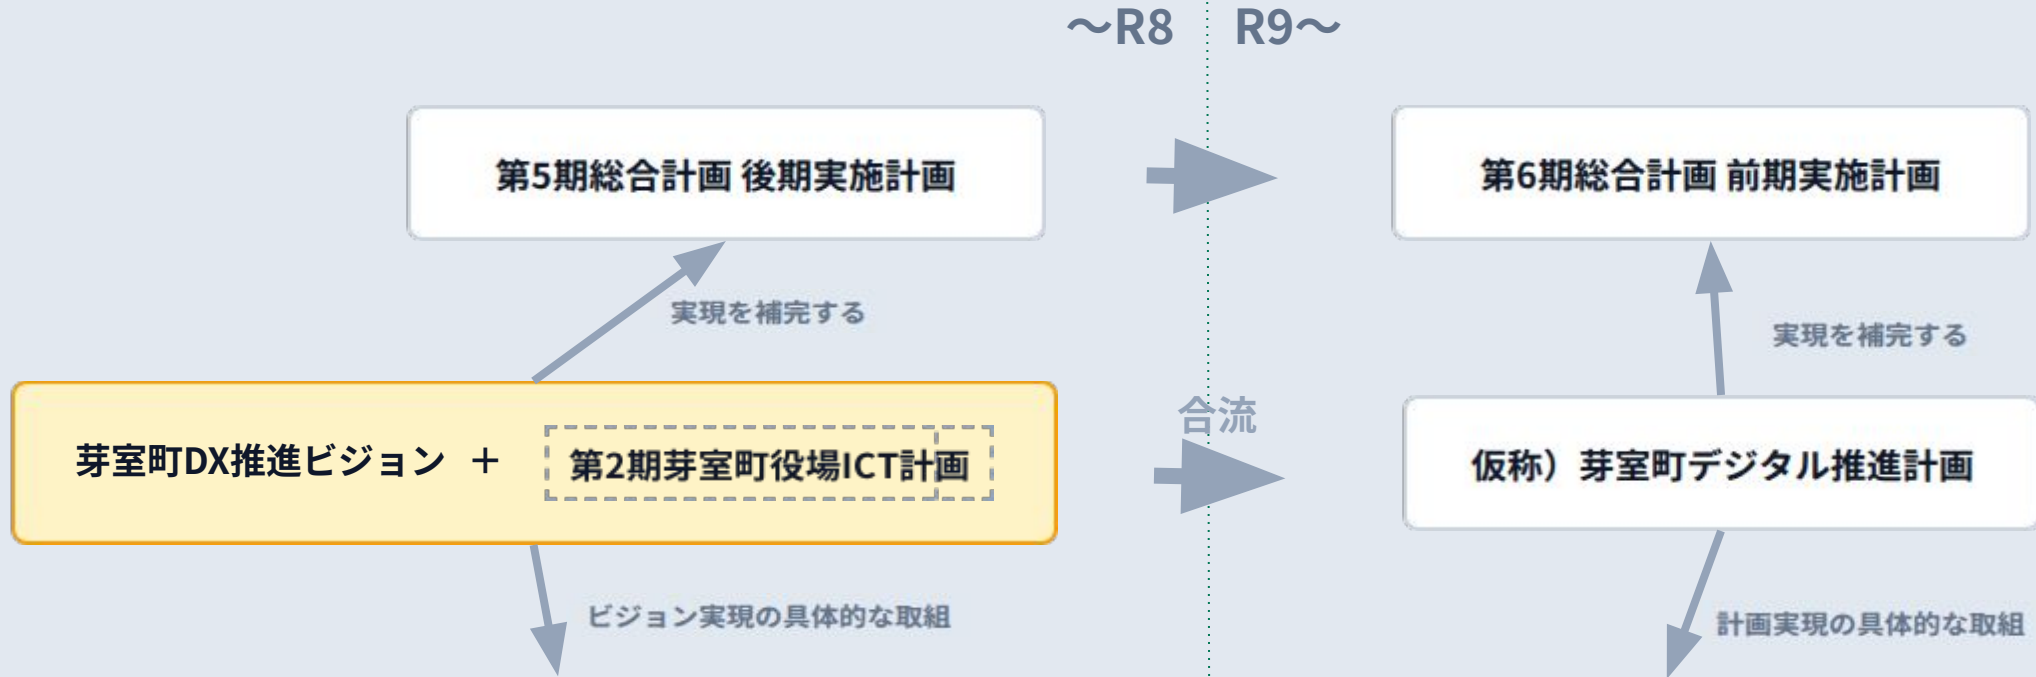 ～R8
R9～
第5期総合計画 後期実施計画
第6期総合計画 前期実施計画
実現を補完する
実現を補完する
合流
芽室町DX推進ビジョン ＋ 第2期芽室町役場ICT計画
仮称）芽室町デジタル推進計画
ビジョン実現の具体的な取組
計画実現の具体的な取組